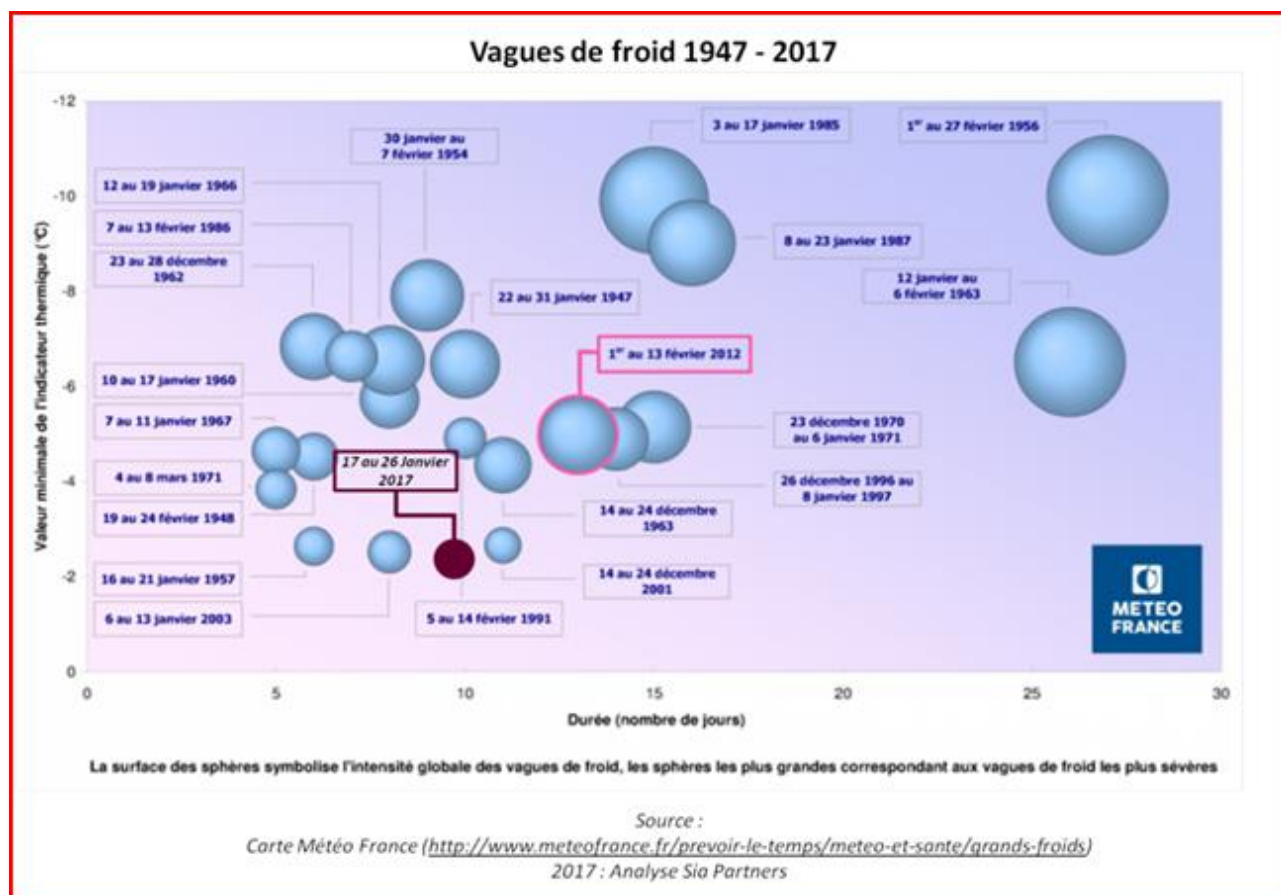 Vagues de froid 1947 - 2017
Valeur minimale de l'indicateur thermique (°C)
-12
-10
-8
-6
-4
-2
0
30 janvier au
7 février 1954
3 au 17 janvier 1985
1er au 27 février 1956
12 au 19 janvier 1966
7 au 13 février 1986
23 au 28 décembre
1962
8 au 23 janvier 1987
12 janvier au
6 février 1963
22 au 31 janvier 1947
1er au 13 février 2012
10 au 17 janvier 1960
7 au 11 janvier 1967
23 décembre 1970
au 6 janvier 1971
17 au 26 Janvier
2017
4 au 8 mars 1971
26 décembre 1996 au
8 janvier 1997
19 au 24 février 1948
14 au 24 décembre
1963
16 au 21 janvier 1957
14 au 24 décembre
2001
6 au 13 janvier 2003
5 au 14 février 1991
METEO
FRANCE
0
5
10
15
20
25
30
Durée (nombre de jours)
La surface des sphères symbolise l'intensité globale des vagues de froid, les sphères les plus grandes correspondant aux vagues de froid les plus sévères
Source :
Carte Météo France (http://www.meteofrance.fr/prevoir-le-temps/meteo-et-sante/grands-froids)
2017 : Analyse Sia Partners